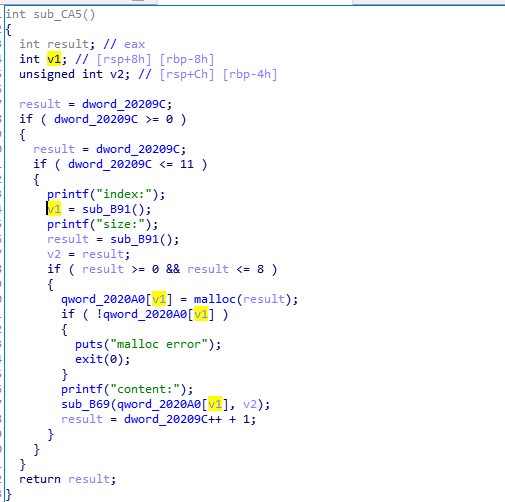 int sub_CA5()
{
int result; // eax
int v1; // [rsp+8h] [rbp-8h]
unsigned int v2; // [rsp+Ch] [rbp-4h]
result = dword_20209C;
if ( dword_20209C >= 0 )
{
result = dword_20209C;
if ( dword_20209C <= 11 )
{
printf("index:");
v1 = sub_B91();
printf("size:");
result = sub_B91();
v2 = result;
if ( result >= 0 && result <= 8 )
{
qword_2020A0[v1] = malloc(result);
if ( !qword_2020A0[v1] )
{
puts("malloc error");
exit(0);
}
printf("content:");
sub_B69(qword_2020A0[v1], v2);
result = dword_20209C++ + 1;
}
}
}
return result;
}